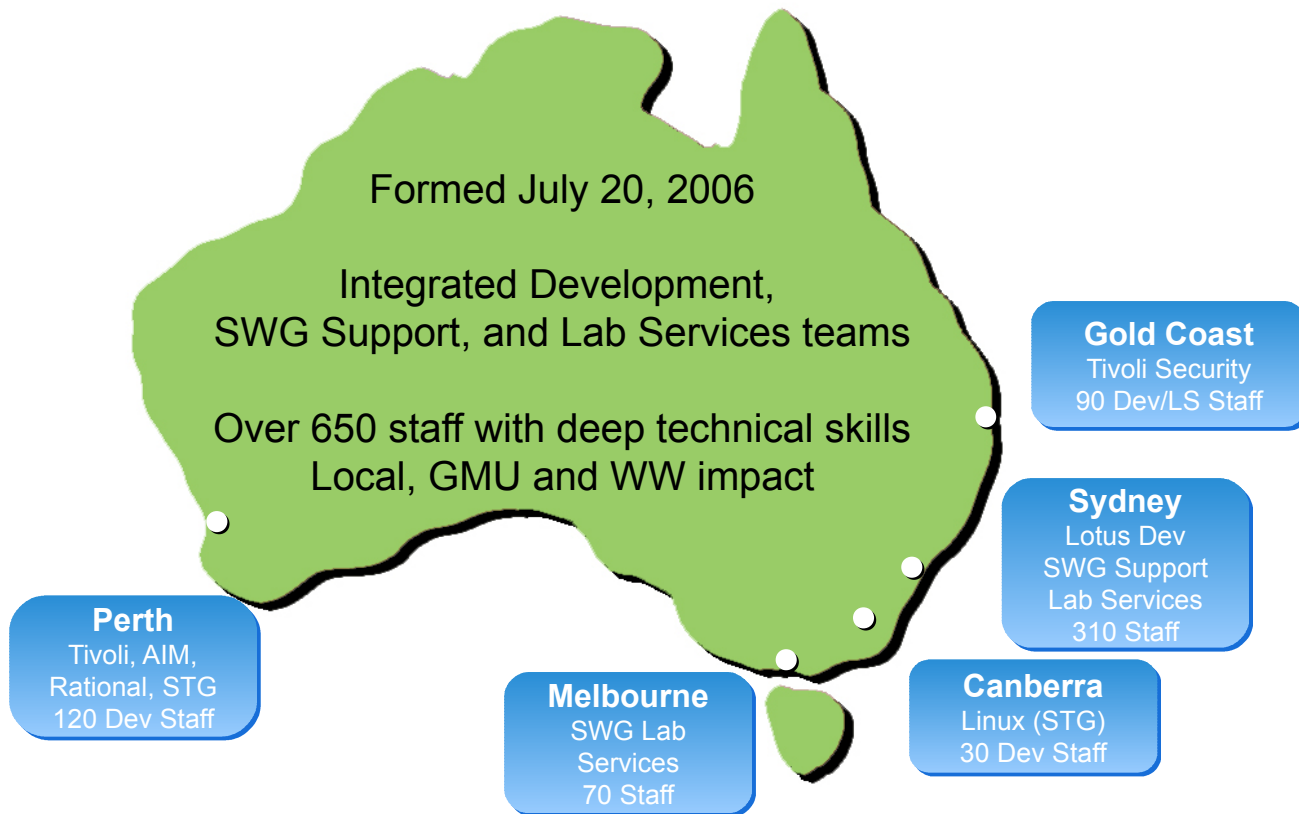 Formed July 20, 2006
Integrated Development,
SWG Support, and Lab Services teams
Over 650 staff with deep technical skills
Local, GMU and WW impact
Gold Coast
Tivoli Security
90 Dev/LS Staff
Sydney
Lotus Dev
SWG Support
Lab Services
310 Staff
Perth
Tivoli, AIM,
Rational, STG
120 Dev Staff
Melbourne
SWG Lab
Services
70 Staff
Canberra
Linux (STG)
30 Dev Staff